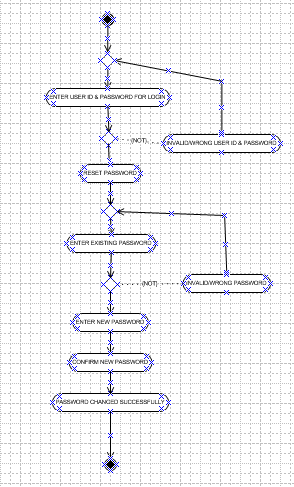 ENTER USER ID & PASSWORD FOR LOGIN
(NOT)
INVALID/WRONG USER ID & PASSWORD
RESET PASSWORD
ENTER EXISTING PASSWORD
(NOT)
INVALID/WRONG PASSWORD
ENTER NEW PASSWORD
CONFIRM NEW PASSWORD
PASSWORD CHANGED SUCCESSFULLY